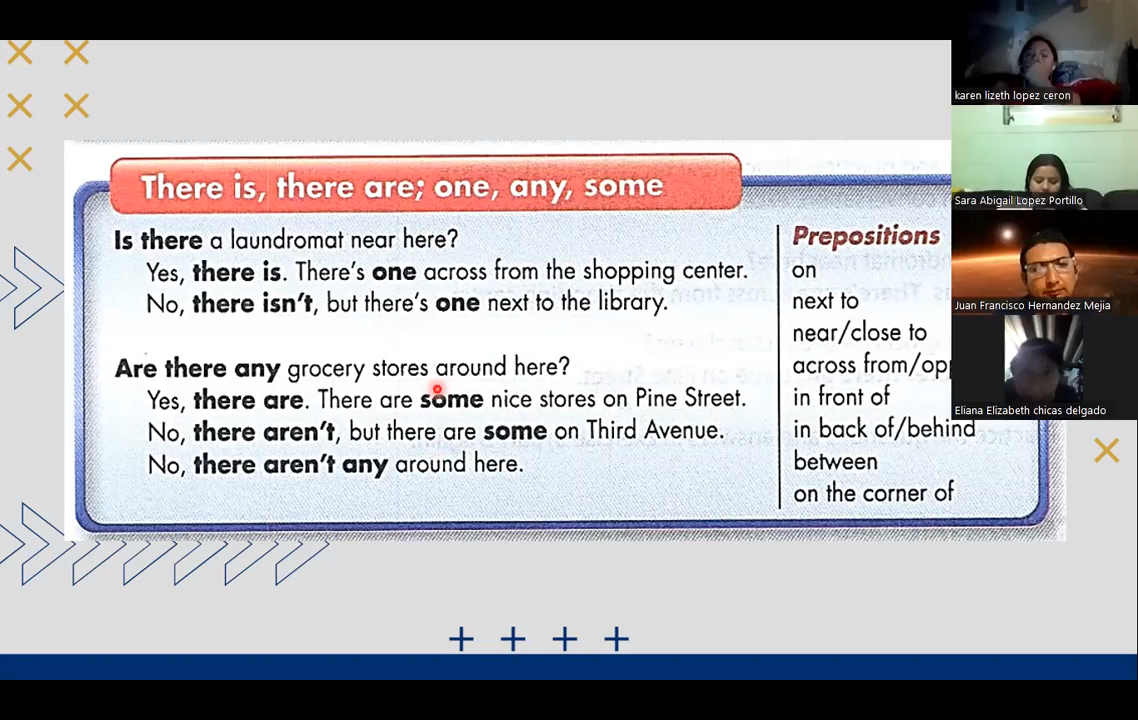 There is, there are; one, any, some
Is there a laundromat near here?
Yes, there is. There's one across from the shopping center.
No, there isn't, but there's one next to the library.
Are there any grocery stores around here?
Yes, there are. There are some nice stores on Pine Street.
No, there aren't, but there are some on Third Avenue.
No, there aren't any around here.
Prepositions
on
next to
near/close to
across from/opp
in front of
in back of/behind
between
on the corner of
karen lizeth lopez ceron
Sara Abigail Lopez Portillo
Juan Francisco Hernandez Mejia
Eliana Elizabeth chicas delgado